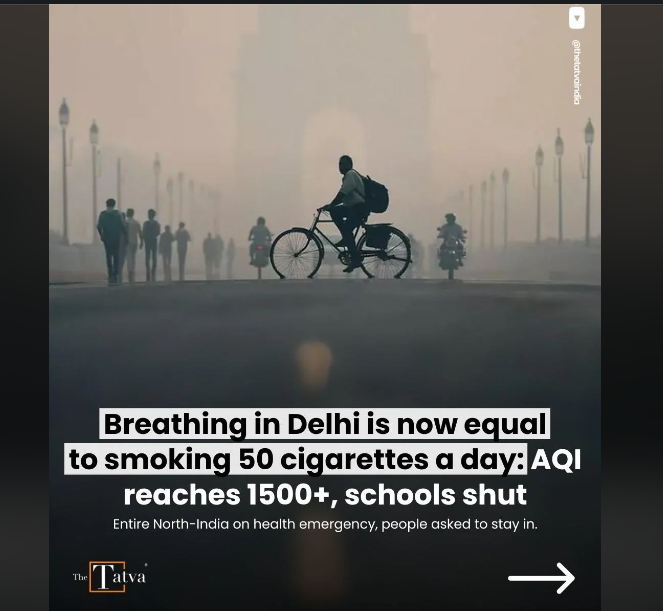 @thetatvaindia
Breathing in Delhi is now equal
to smoking 50 cigarettes a day: AQI
reaches 1500+, schools shut
Entire North-India on health emergency, people asked to stay in.
The Tatva